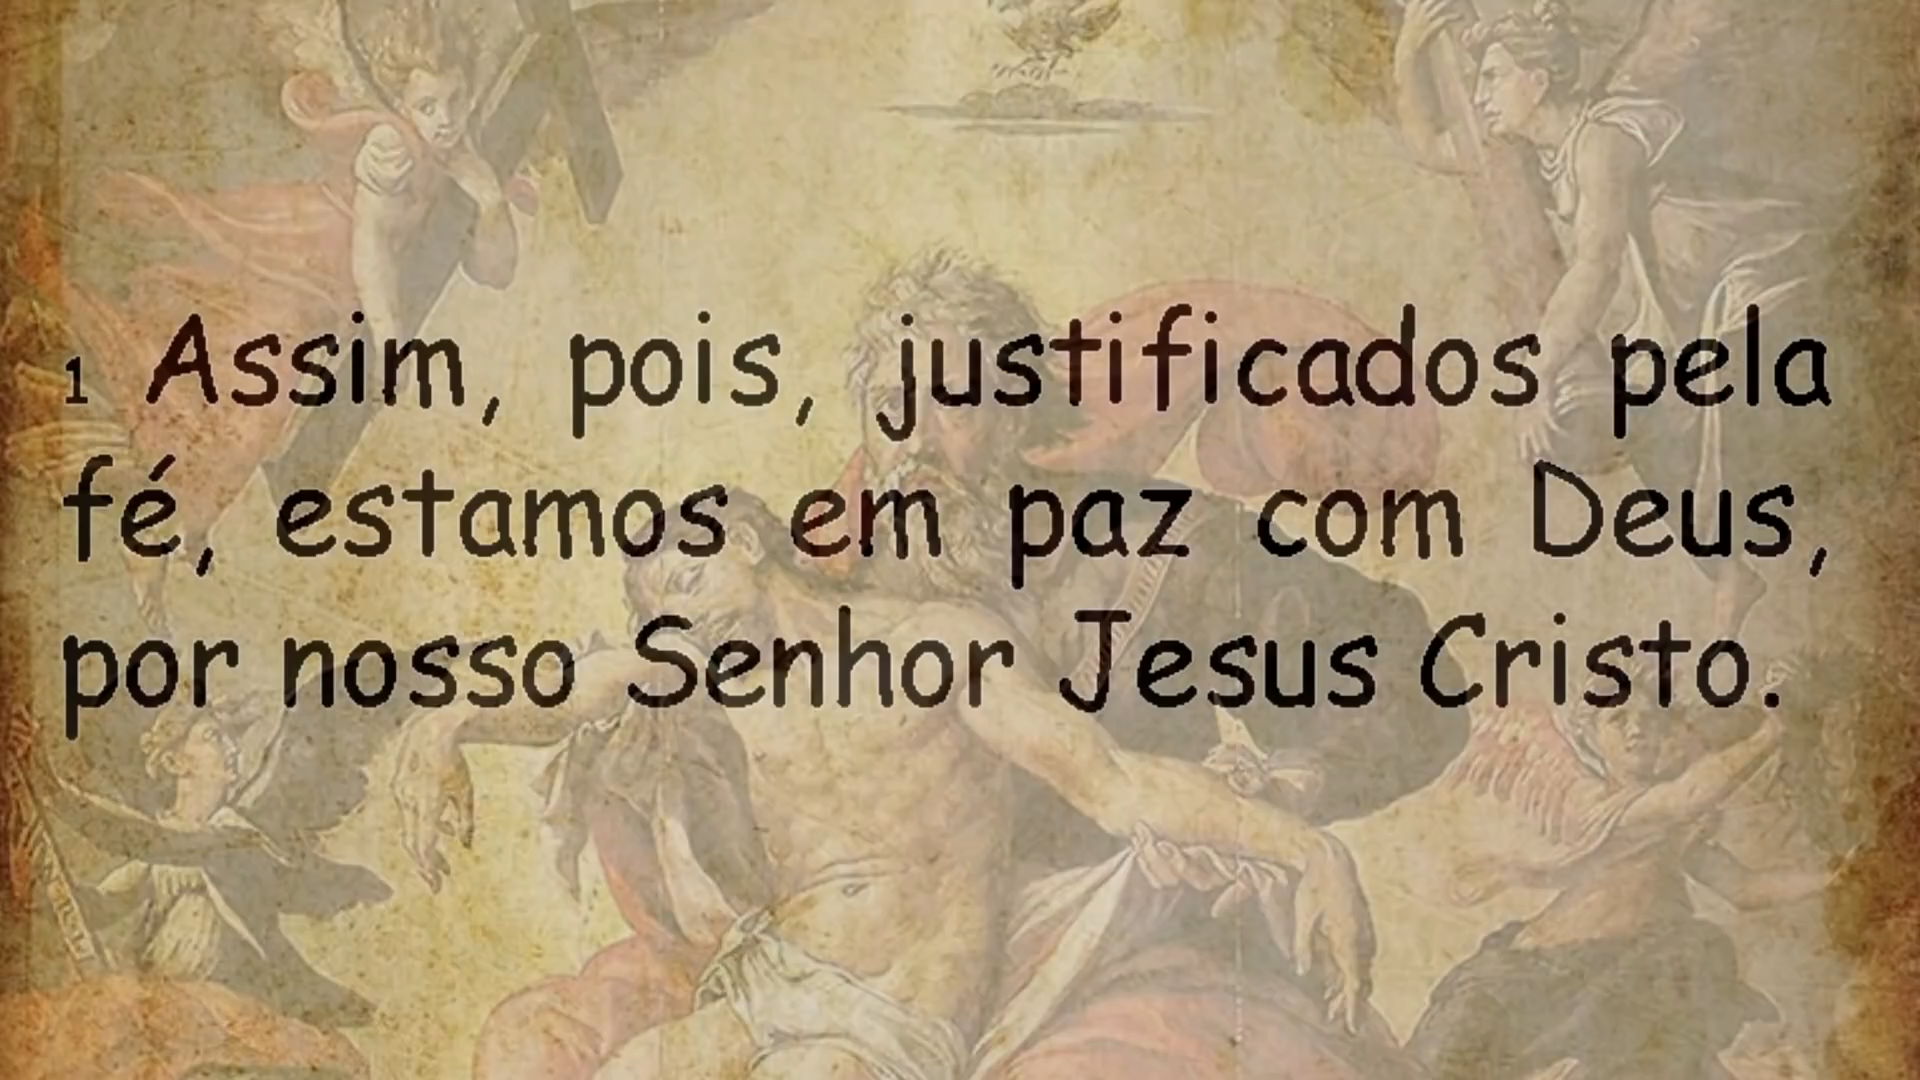 1 Assim, pois, justificados pela
fé, estamos em paz com Deus,
por nosso Senhor Jesus Cristo.